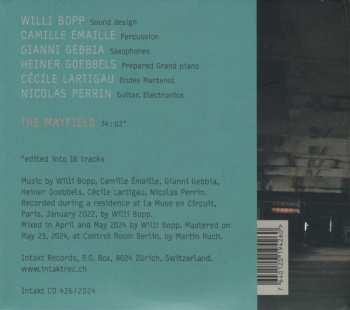 WILLI BOPP Sound design
CAMILLE ÉMAILLE Percussion
GIANNI GEBBIA Saxophones
HEINER GOEBBELS Prepared Grand piano
CÉCILE LARTIGAU Ondes Martenot
NICOLAS PERRIN Guitar, Electronics
THE MAYFIELD 74:02*
*edited into 16 tracks
Music by Willi Bopp, Camille Émaille, Gianni Gebbia,
Heiner Goebbels, Cécile Lartigau, Nicolas Perrin.
Recorded during a residence at La Muse en Circuit,
Paris, January 2022, by Willi Bopp.
Mixed in April and May 2024 by Willi Bopp. Mastered on
May 23, 2024, at Control Room Berlin, by Martin Ruch.
Intakt Records, P.O. Box, 8024 Zürich, Switzerland.
www.intaktrec.ch
Intakt CD 426/2024